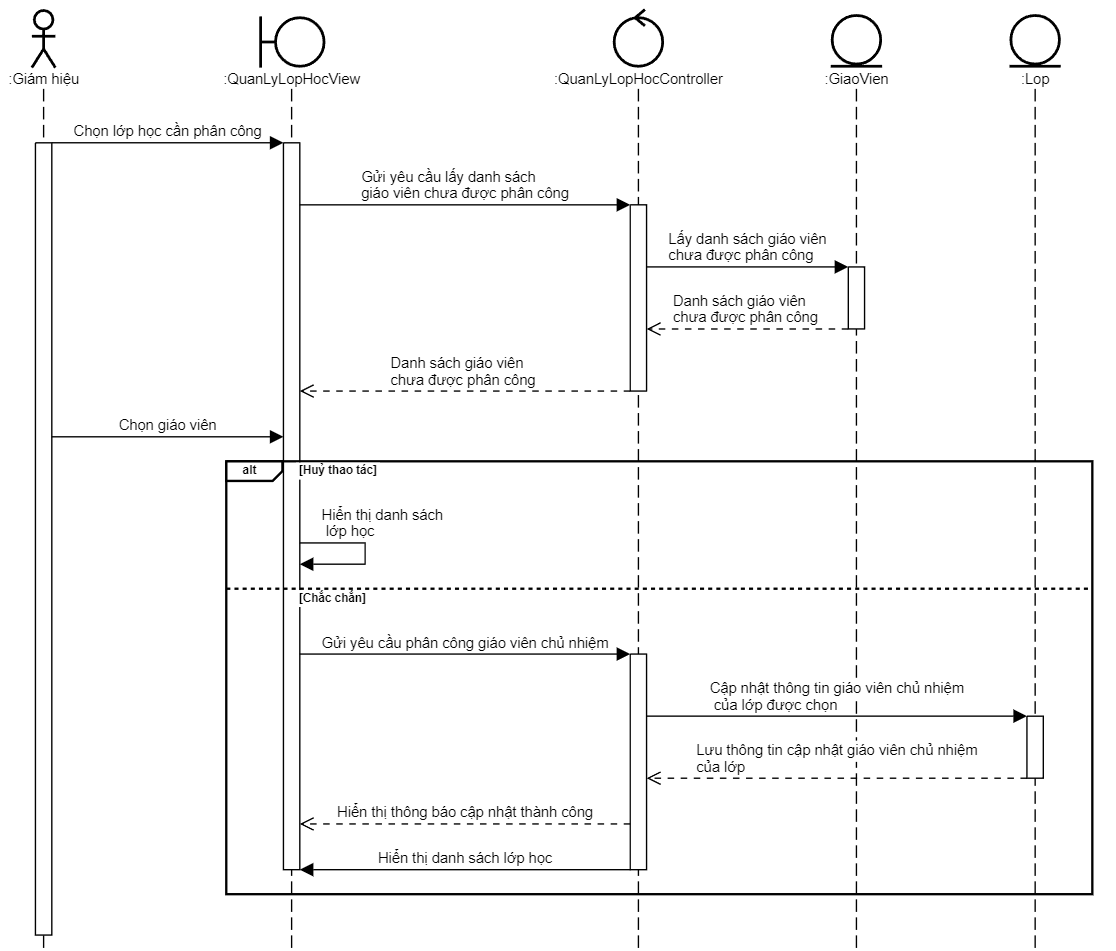 :Giám hiệu
:QuanLyLopHocView
:QuanLyLopHocController
:GiaoVien
:Lop
Chọn lớp học cần phân công
Gửi yêu cầu lấy danh sách
giáo viên chưa được phân công
Lấy danh sách giáo viên
chưa được phân công
Danh sách giáo viên
chưa được phân công
Danh sách giáo viên
chưa được phân công
Chọn giáo viên
alt
[Huỷ thao tác]
Hiển thị danh sách
lớp học
[Chắc chắn]
Gửi yêu cầu phân công giáo viên chủ nhiệm
Cập nhật thông tin giáo viên chủ nhiệm
của lớp được chọn
Lưu thông tin cập nhật giáo viên chủ nhiệm
của lớp
Hiển thị thông báo cập nhật thành công
Hiển thị danh sách lớp học